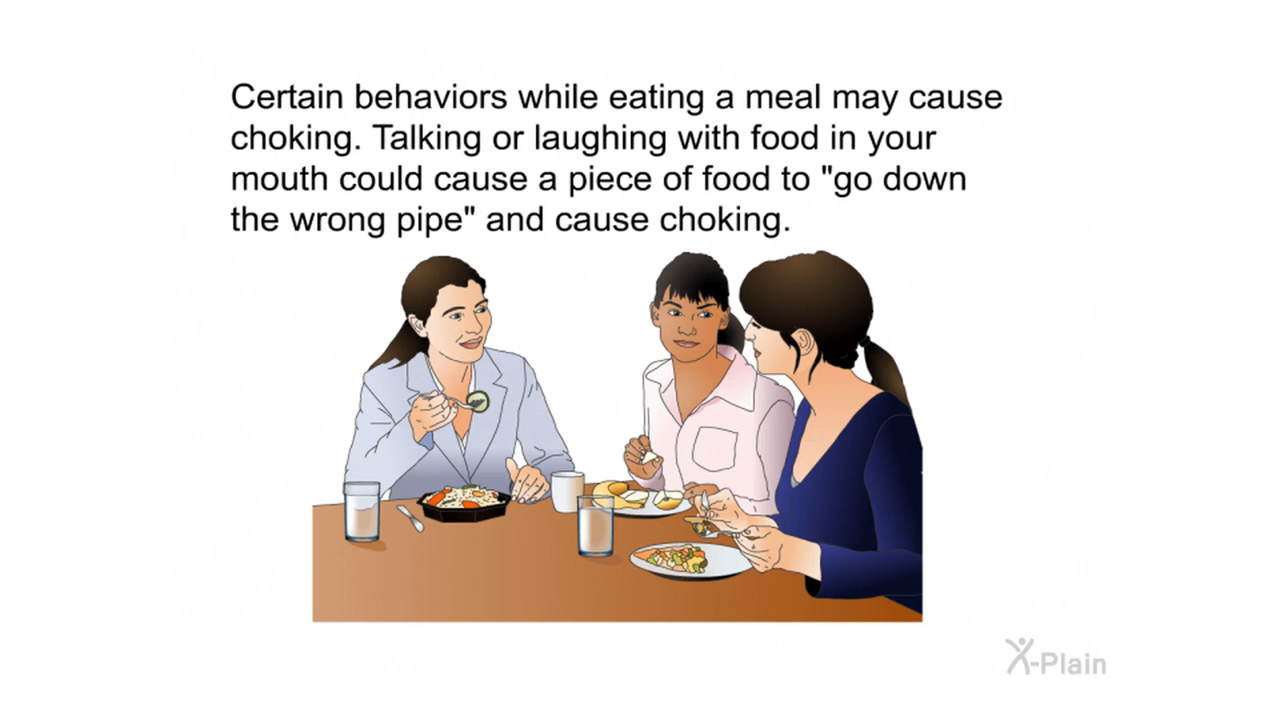 Certain behaviors while eating a meal may cause
choking. Talking or laughing with food in your
mouth could cause a piece of food to "go down
the wrong pipe" and cause choking.
X-Plain